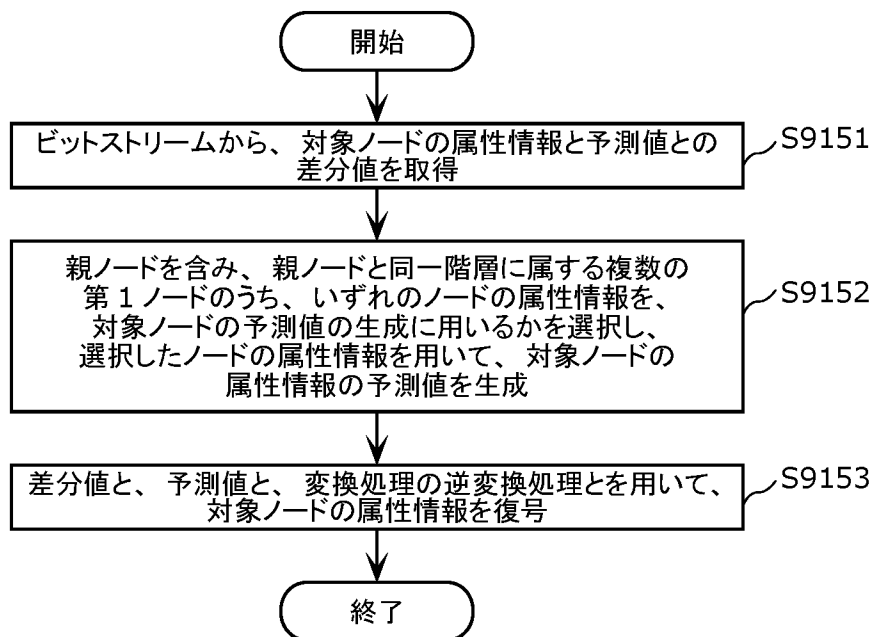 開始
ビットストリームから、対象ノードの属性情報と予測値との
差分値を取得
S9151
親ノードを含み、親ノードと同一階層に属する複数の
第1ノードのうち、いずれのノードの属性情報を、
対象ノードの予測値の生成に用いるかを選択し、
選択したノードの属性情報を用いて、対象ノードの
属性情報の予測値を生成
S9152
差分値と、予測値と、変換処理の逆変換処理とを用いて、
対象ノードの属性情報を復号
S9153
終了